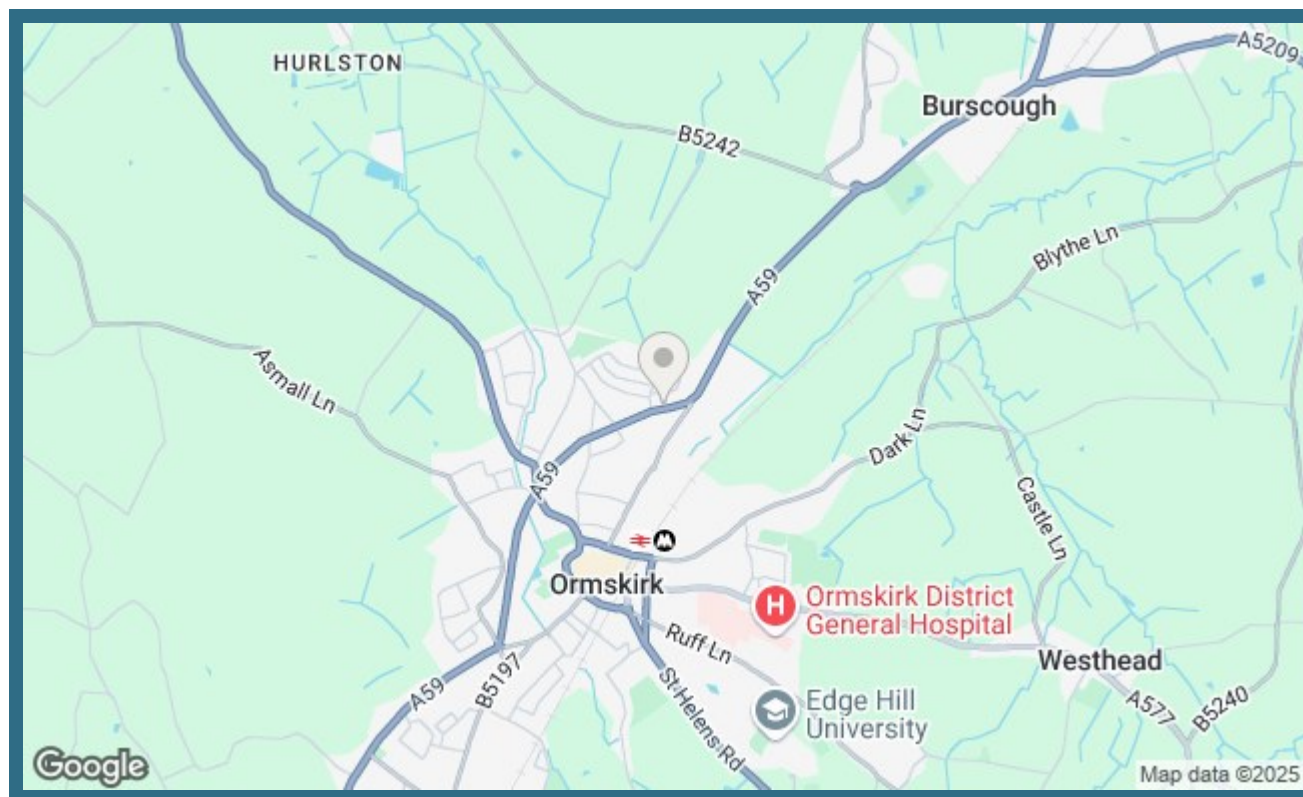 A5209
HURLSTON
Burscough
B5242
Blythe Ln
A59
Asmall Ln
Dark Ln
A59
Castle Ln
M
Ormskirk
H
Ormskirk District
General Hospital
Ruff Ln
Westhead
B5197
A59
St Helens Rd
Edge Hill
University
A577
B5240
Google
Map data ©2025